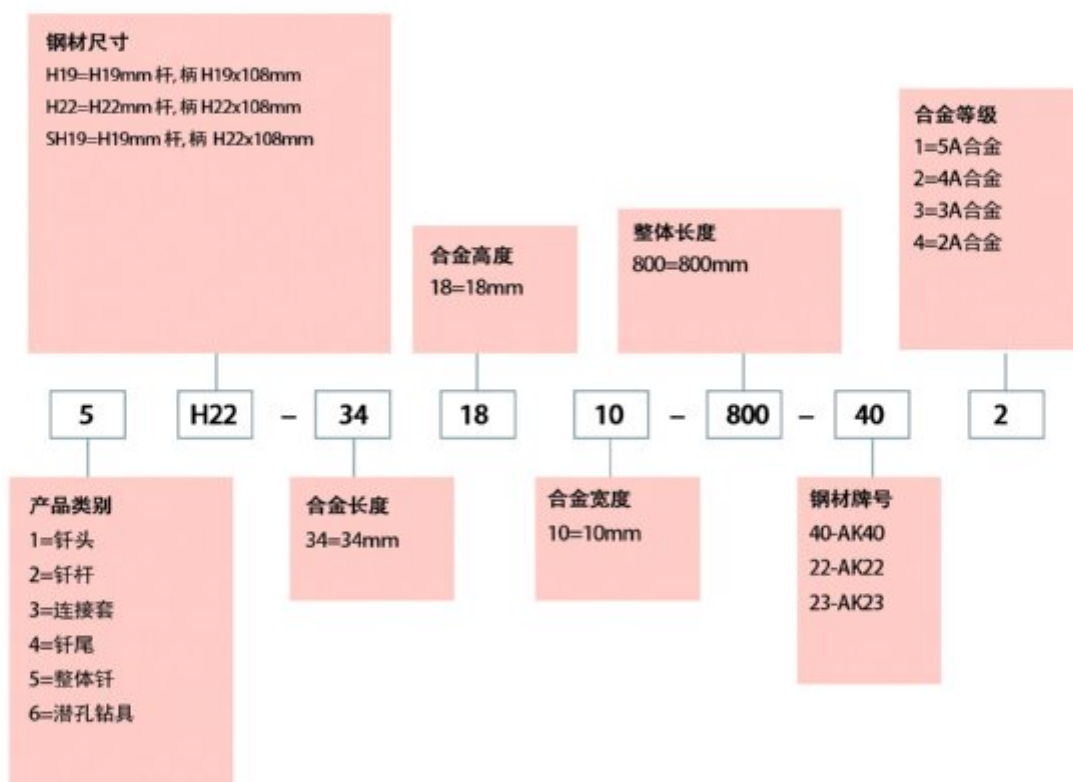 钢材尺寸
H19=H19mm 杆, 柄 H19x108mm
H22=H22mm 杆, 柄 H22x108mm
SH19=H19mm 杆, 柄 H22x108mm
合金高度
18=18mm
整体长度
800=800mm
合金等级
1=5A合金
2=4A合金
3=3A合金
4=2A合金
5 H22 – 34 18 10 – 800 – 40 2
产品类别
1=钎头
2=钎杆
3=连接套
4=钎尾
5=整体钎
6=潜孔钻具
合金长度
34=34mm
合金宽度
10=10mm
钢材牌号
40-AK40
22-AK22
23-AK23